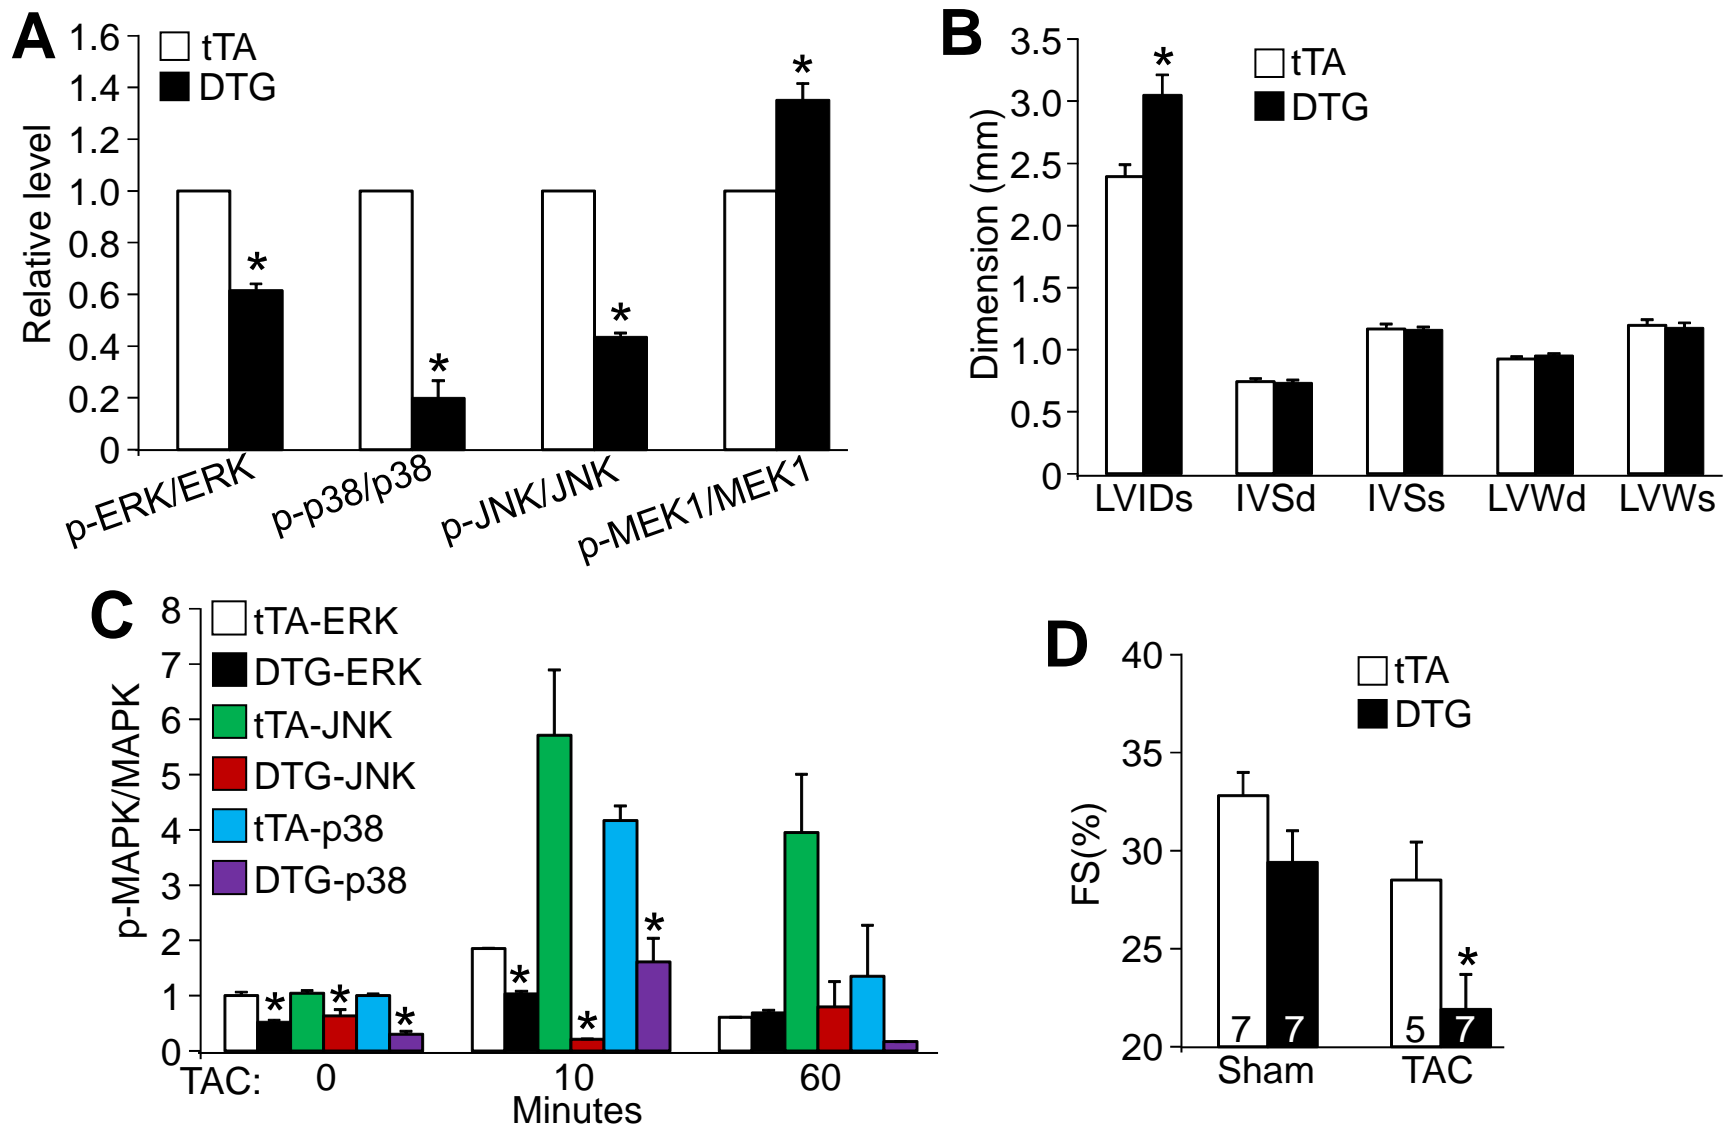 A
1.6
1.4
1.2
1.0
0.8
0.6
0.4
0.2
0
Relative level
tTA
DTG
*
*
*
*
p-ERK/ERK
p-p38/p38
p-JNK/JNK
p-MEK1/MEK1
B
3.5
3.0
2.5
2.0
1.5
1.0
0.5
0
Dimension (mm)
tTA
DTG
*
LVIDs
IVSd
IVSs
LVWd
LVWs
C
8
7
6
5
4
3
2
1
0
p-MAPK/MAPK
tTA-ERK
DTG-ERK
tTA-JNK
DTG-JNK
tTA-p38
DTG-p38
*
*
*
*
*
*
TAC: 0 10 60
Minutes
D
40
35
30
25
20
FS(%)
tTA
DTG
*
7 7 5 7
Sham TAC